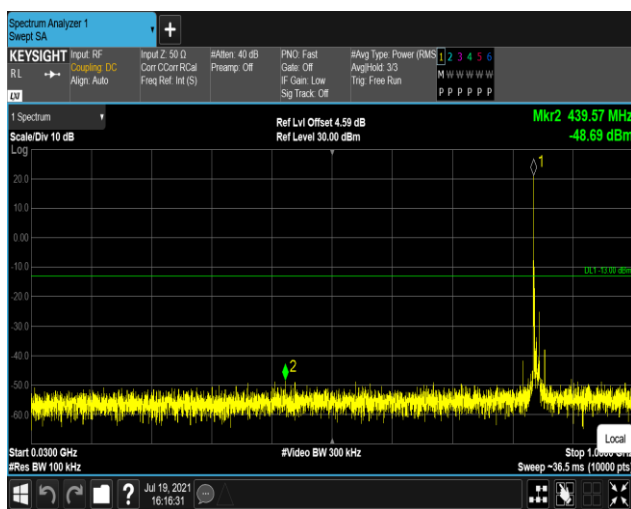 Spectrum Analyzer 1
Swept SA
KEYSIGHT
RL
LXI
Input: RF
Coupling: DC
Align: Auto
Input Z: 50 Ω
Corr CCorr RCal
Freq Ref: Int (S)
#Atten: 40 dB
Preamp: Off
PNO: Fast
Gate: Off
IF Gain: Low
Sig Track: Off
#Avg Type: Power (RMS
Avg|Hold: 3/3
Trig: Free Run
1 2 3 4 5 6
M W W W W W
P P P P P P
1 Spectrum
Scale/Div 10 dB
Log
Ref Lvl Offset 4.59 dB
Ref Level 30.00 dBm
Mkr2 439.57 MHz
-48.69 dBm
1
20.0
10.0
0.00
-10.0
DL1 -13.00 dBm
-20.0
-30.0
-40.0
2
-50.0
-60.0
Local
Start 0.0300 GHz
#Res BW 100 kHz
#Video BW 300 kHz
Stop
Sweep ~36.5 ms (10000 pts)
?
Jul 19, 2021
16:16:31